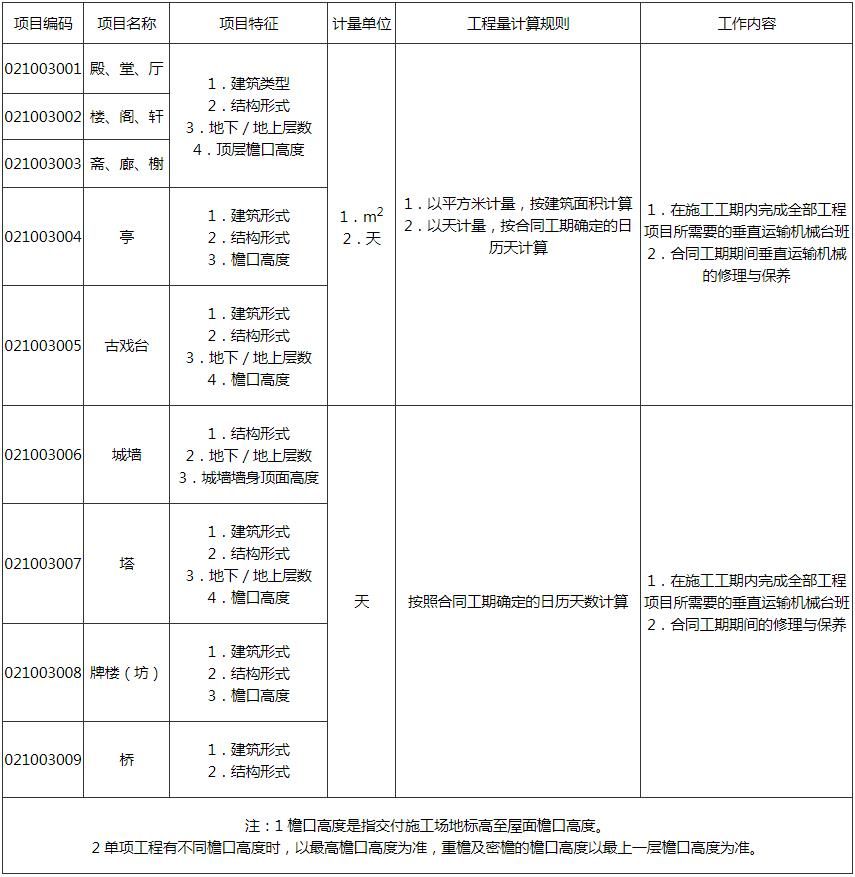 项目编码 项目名称 项目特征 计量单位 工程量计算规则 工作内容
021003001 殿、堂、厅
021003002 楼、阁、轩
021003003 斋、廊、榭
1．建筑类型
2．结构形式
3．地下／地上层数
4．顶层檐口高度
021003004 亭
1．建筑形式
2．结构形式
3．檐口高度
021003005 古戏台
1．建筑形式
2．结构形式
3．地下／地上层数
4．檐口高度
1．m²
2．天
1．以平方米计量，按建筑面积计算
2．以天计量，按合同工期确定的日
历天计算
1．在施工工期内完成全部工程
项目所需要的垂直运输机械台班
2．合同工期期间垂直运输机械
的修理与保养
021003006 城墙
1．结构形式
2．地下／地上层数
3．城墙墙身顶面高度
021003007 塔
1．建筑形式
2．结构形式
3．地下／地上层数
4．檐口高度
021003008 牌楼（坊）
1．建筑形式
2．结构形式
3．檐口高度
021003009 桥
1．建筑形式
2．结构形式
天
按照合同工期确定的日历天数计算
1．在施工工期内完成全部工程
项目所需要的垂直运输机械台班
2．合同工期期间的修理与保养
注：1 檐口高度是指交付施工场地标高至屋面檐口高度。
2 单项工程有不同檐口高度时，以最高檐口高度为准，重檐及密檐的檐口高度以最上一层檐口高度为准。